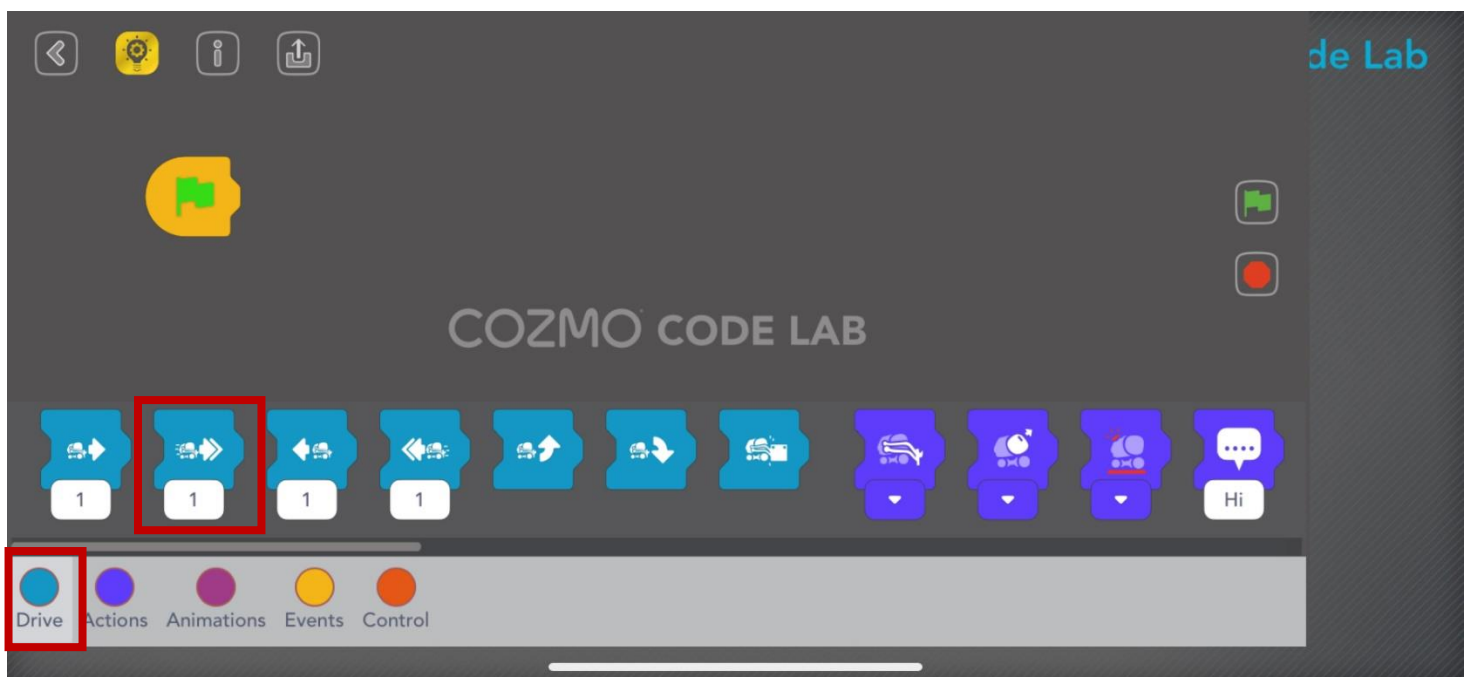 de Lab
COZMO CODE LAB
1 1 1 1 Hi
Drive Actions Animations Events Control